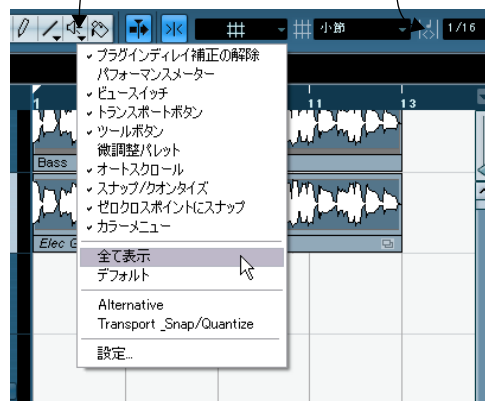 小節
1/16
1
11
13
プラグインディレイ補正の解除
パフォーマンスメーター
ビュースイッチ
トランスポートボタン
ツールボタン
微調整パレット
オートスクロール
スナップ/クオンタイズ
ゼロクロスポイントにスナップ
カラーメニュー
全て表示
デフォルト
Alternative
Transport _Snap/Quantize
設定...
Bass
Elec G